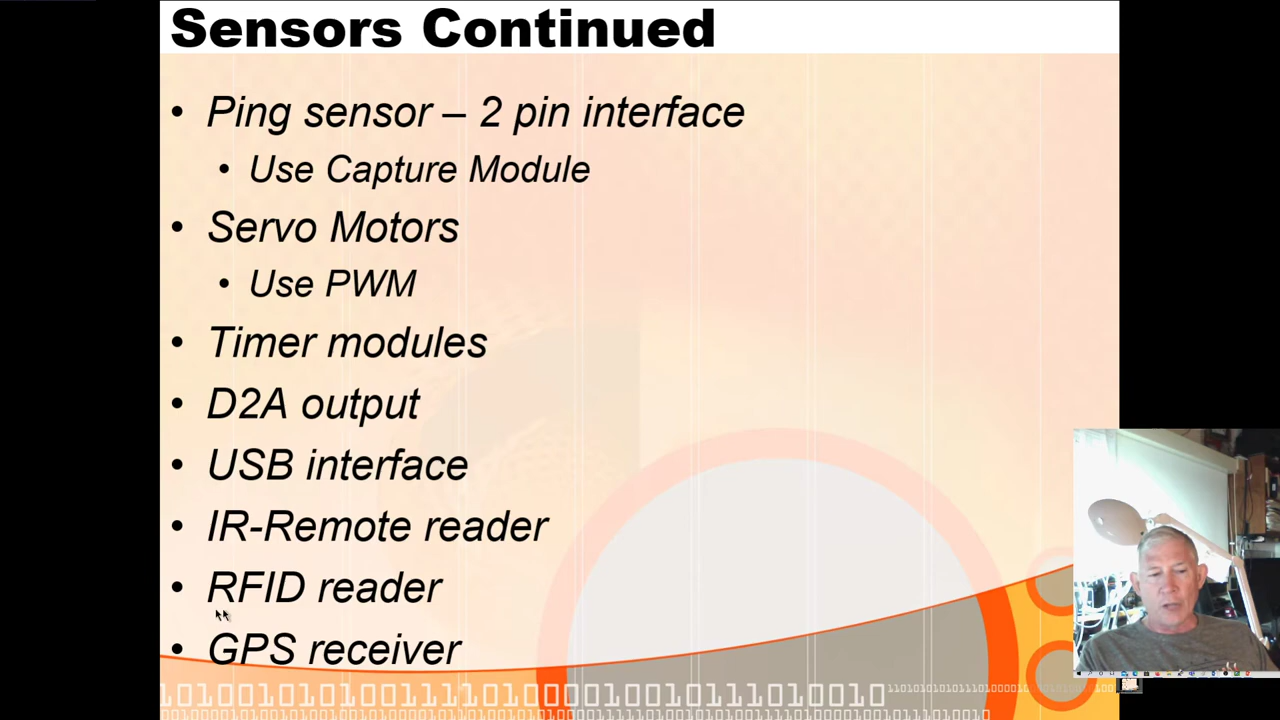 Sensors Continued
• Ping sensor – 2 pin interface
• Use Capture Module
• Servo Motors
• Use PWM
• Timer modules
• D2A output
• USB interface
• IR-Remote reader
• RFID reader
• GPS receiver